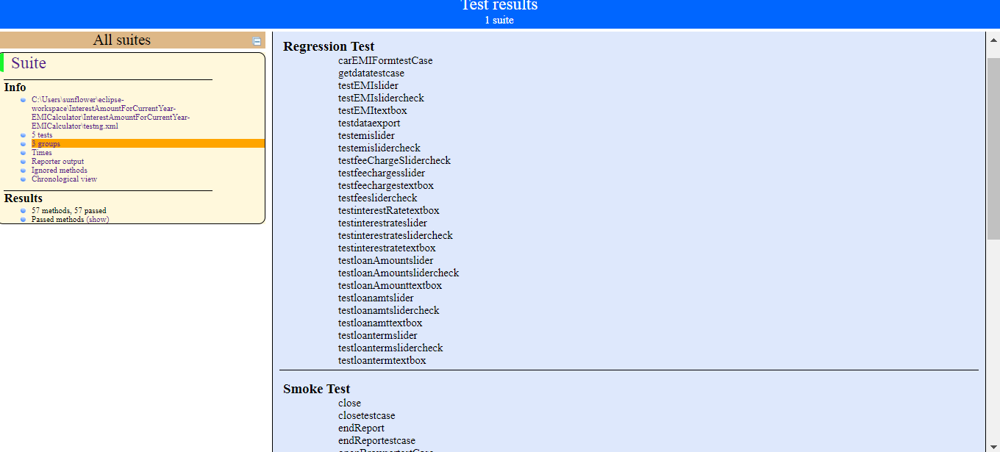 Test results
1 suite
All suites
Suite
Info
C:\Users\sunflower\eclipse-
workspace\InterestAmountForCurrentYear-
EMICalculator\InterestAmountForCurrentYear-
EMICalculator\testng.xml
5 tests
3 groups
Times
Reporter output
Ignored methods
Chronological view
Results
57 methods, 57 passed
Passed methods (show)
Regression Test
carEMIFormtestCase
getdatatestcase
testEMIslider
testEMIslidercheck
testEMItextbox
testdataexport
testemislider
testemislidercheck
testfeeChargeSlidercheck
testfeechargesslider
testfeechargestextbox
testfeeslidercheck
testinterestRatetextbox
testinterestrateslider
testinterestrateslidercheck
testinterestratetextbox
testloanAmountslider
testloanAmountslidercheck
testloanAmounttextbox
testloanamtslider
testloanamtslidercheck
testloanamttextbox
testloantermslider
testloantermslidercheck
testloantermtextbox
Smoke Test
close
closetestcase
endReport
endReportestcase